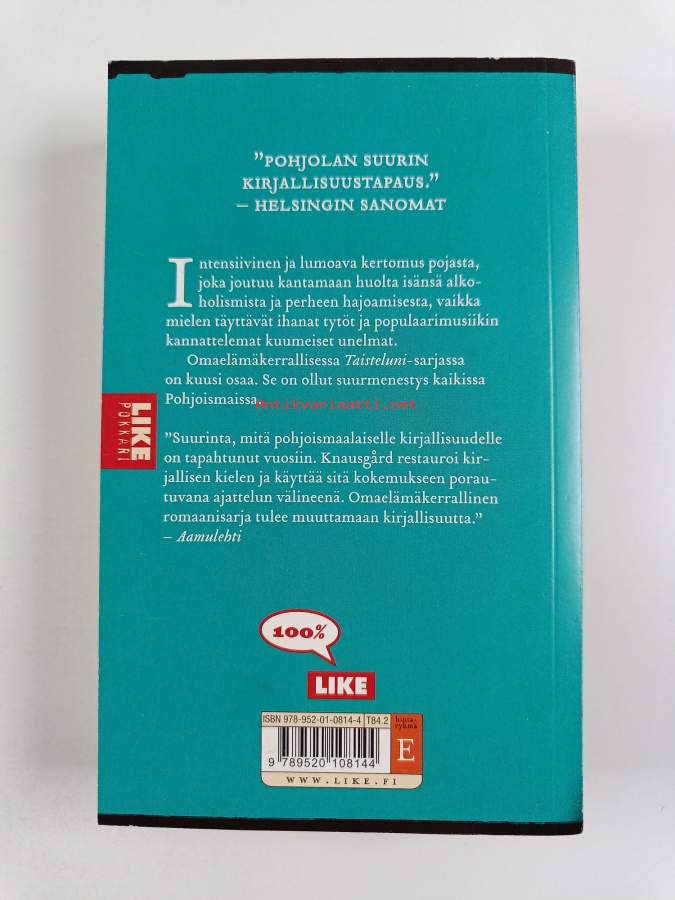 ”POHJOLAN SUURIN
KIRJALLISUUSTAPAUS.”
– HELSINGIN SANOMAT
Intensiivinen ja lumoava kertomus pojasta,
joka joutuu kantamaan huolta isänsä alko-
holismista ja perheen hajoamisesta, vaikka
mielen täyttävät ihanat tytöt ja populaarimusiikin
kannattelemat kuumeiset unelmat.
Omaelämäkerrallisessa Taisteluni-sarjassa
on kuusi osaa. Se on ollut suurmenestys kaikissa
Pohjoismaissa.
antikvariaatti.net
LIKE
POKKARI
”Suurinta, mitä pohjoismaalaiselle kirjallisuudelle
on tapahtunut vuosiin. Knausgård restauroi kir-
jallisen kielen ja käyttää sitä kokemukseen porau-
tuvana ajattelun välineenä. Omaelämäkerrallinen
romaanisarja tulee muuttamaan kirjallisuutta.”
– Aamulehti
100%
LIKE
ISBN 978-952-01-0814-4 T84.2
hinta-
ryhmä
E
9 789520 108144
WWW.LIKE.FI